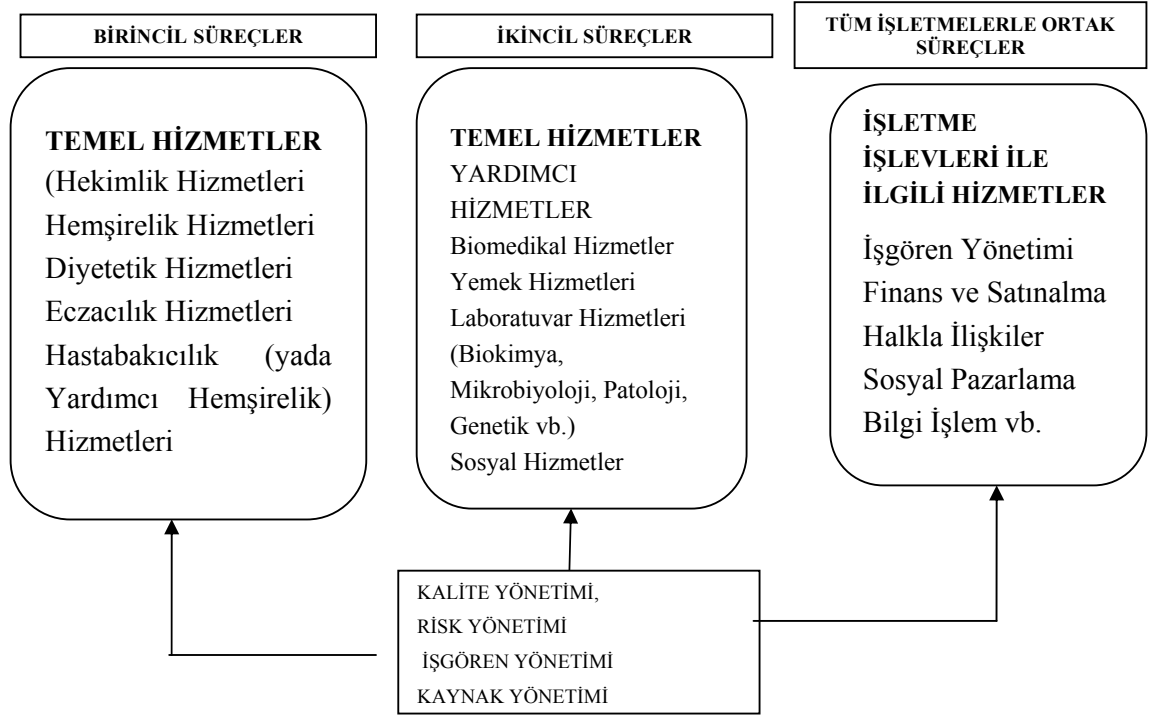 BİRİNCİL SÜREÇLER
TEMEL HİZMETLER
(Hekimlik Hizmetleri
Hemşirelik Hizmetleri
Diyetetik Hizmetleri
Eczacılık Hizmetleri
Hastabakıcılık (yada
Yardımcı Hemşirelik)
Hizmetleri
İKİNCİL SÜREÇLER
TEMEL HİZMETLER
YARDIMCI
HİZMETLER
Biomedikal Hizmetler
Yemek Hizmetleri
Laboratuvar Hizmetleri
(Biokimya,
Mikrobiyoloji, Patoloji,
Genetik vb.)
Sosyal Hizmetler
TÜM İŞLETMELERLE ORTAK
SÜREÇLER
İŞLETME
İŞLEVLERİ İLE
İLGİLİ HİZMETLER
İşgören Yönetimi
Finans ve Satınalma
Halkla İlişkiler
Sosyal Pazarlama
Bilgi İşlem vb.
KALİTE YÖNETİMİ,
RİSK YÖNETİMİ
İŞGÖREN YÖNETİMİ
KAYNAK YÖNETİMİ